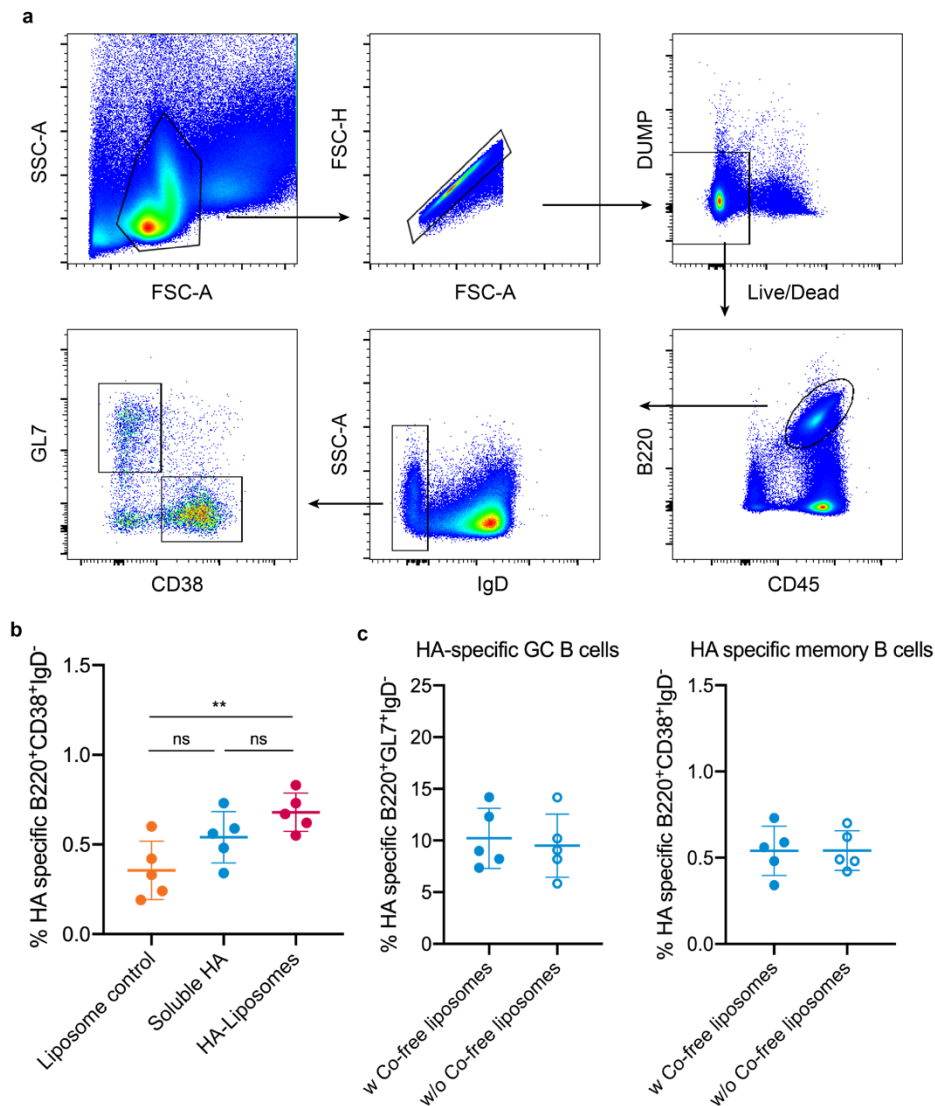 a
SSC-A
FSC-A
FSC-H
FSC-A
DUMP
Live/Dead
GL7
CD38
SSC-A
IgD
B220
CD45
b
% HA specific B220⁺CD38⁺IgD⁻
1.5
1.0
0.5
0.0
**
ns
ns
Liposome control
Soluble HA
HA-Liposomes
c
HA-specific GC B cells
% HA specific B220⁺GL7⁺IgD⁻
25
20
15
10
5
0
w Co-free liposomes
w/o Co-free liposomes
HA specific memory B cells
% HA specific B220⁺CD38⁺IgD⁻
1.5
1.0
0.5
0.0
w Co-free liposomes
w/o Co-free liposomes